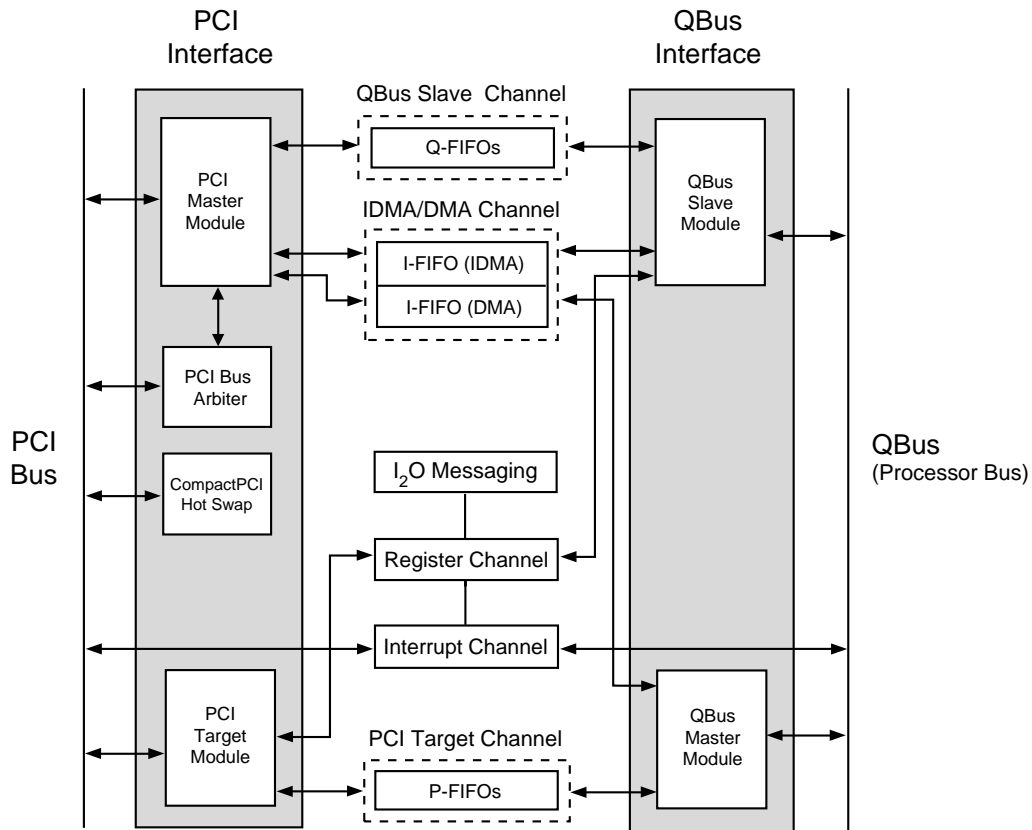 PCI
Interface
QBus
Interface
QBus Slave Channel
Q-FIFOs
PCI
Master
Module
QBus
Slave
Module
IDMA/DMA Channel
I-FIFO (IDMA)
I-FIFO (DMA)
PCI Bus
Arbiter
PCI
Bus
QBus
(Processor Bus)
CompactPCI
Hot Swap
I₂O Messaging
Register Channel
Interrupt Channel
PCI
Target
Module
QBus
Master
Module
PCI Target Channel
P-FIFOs